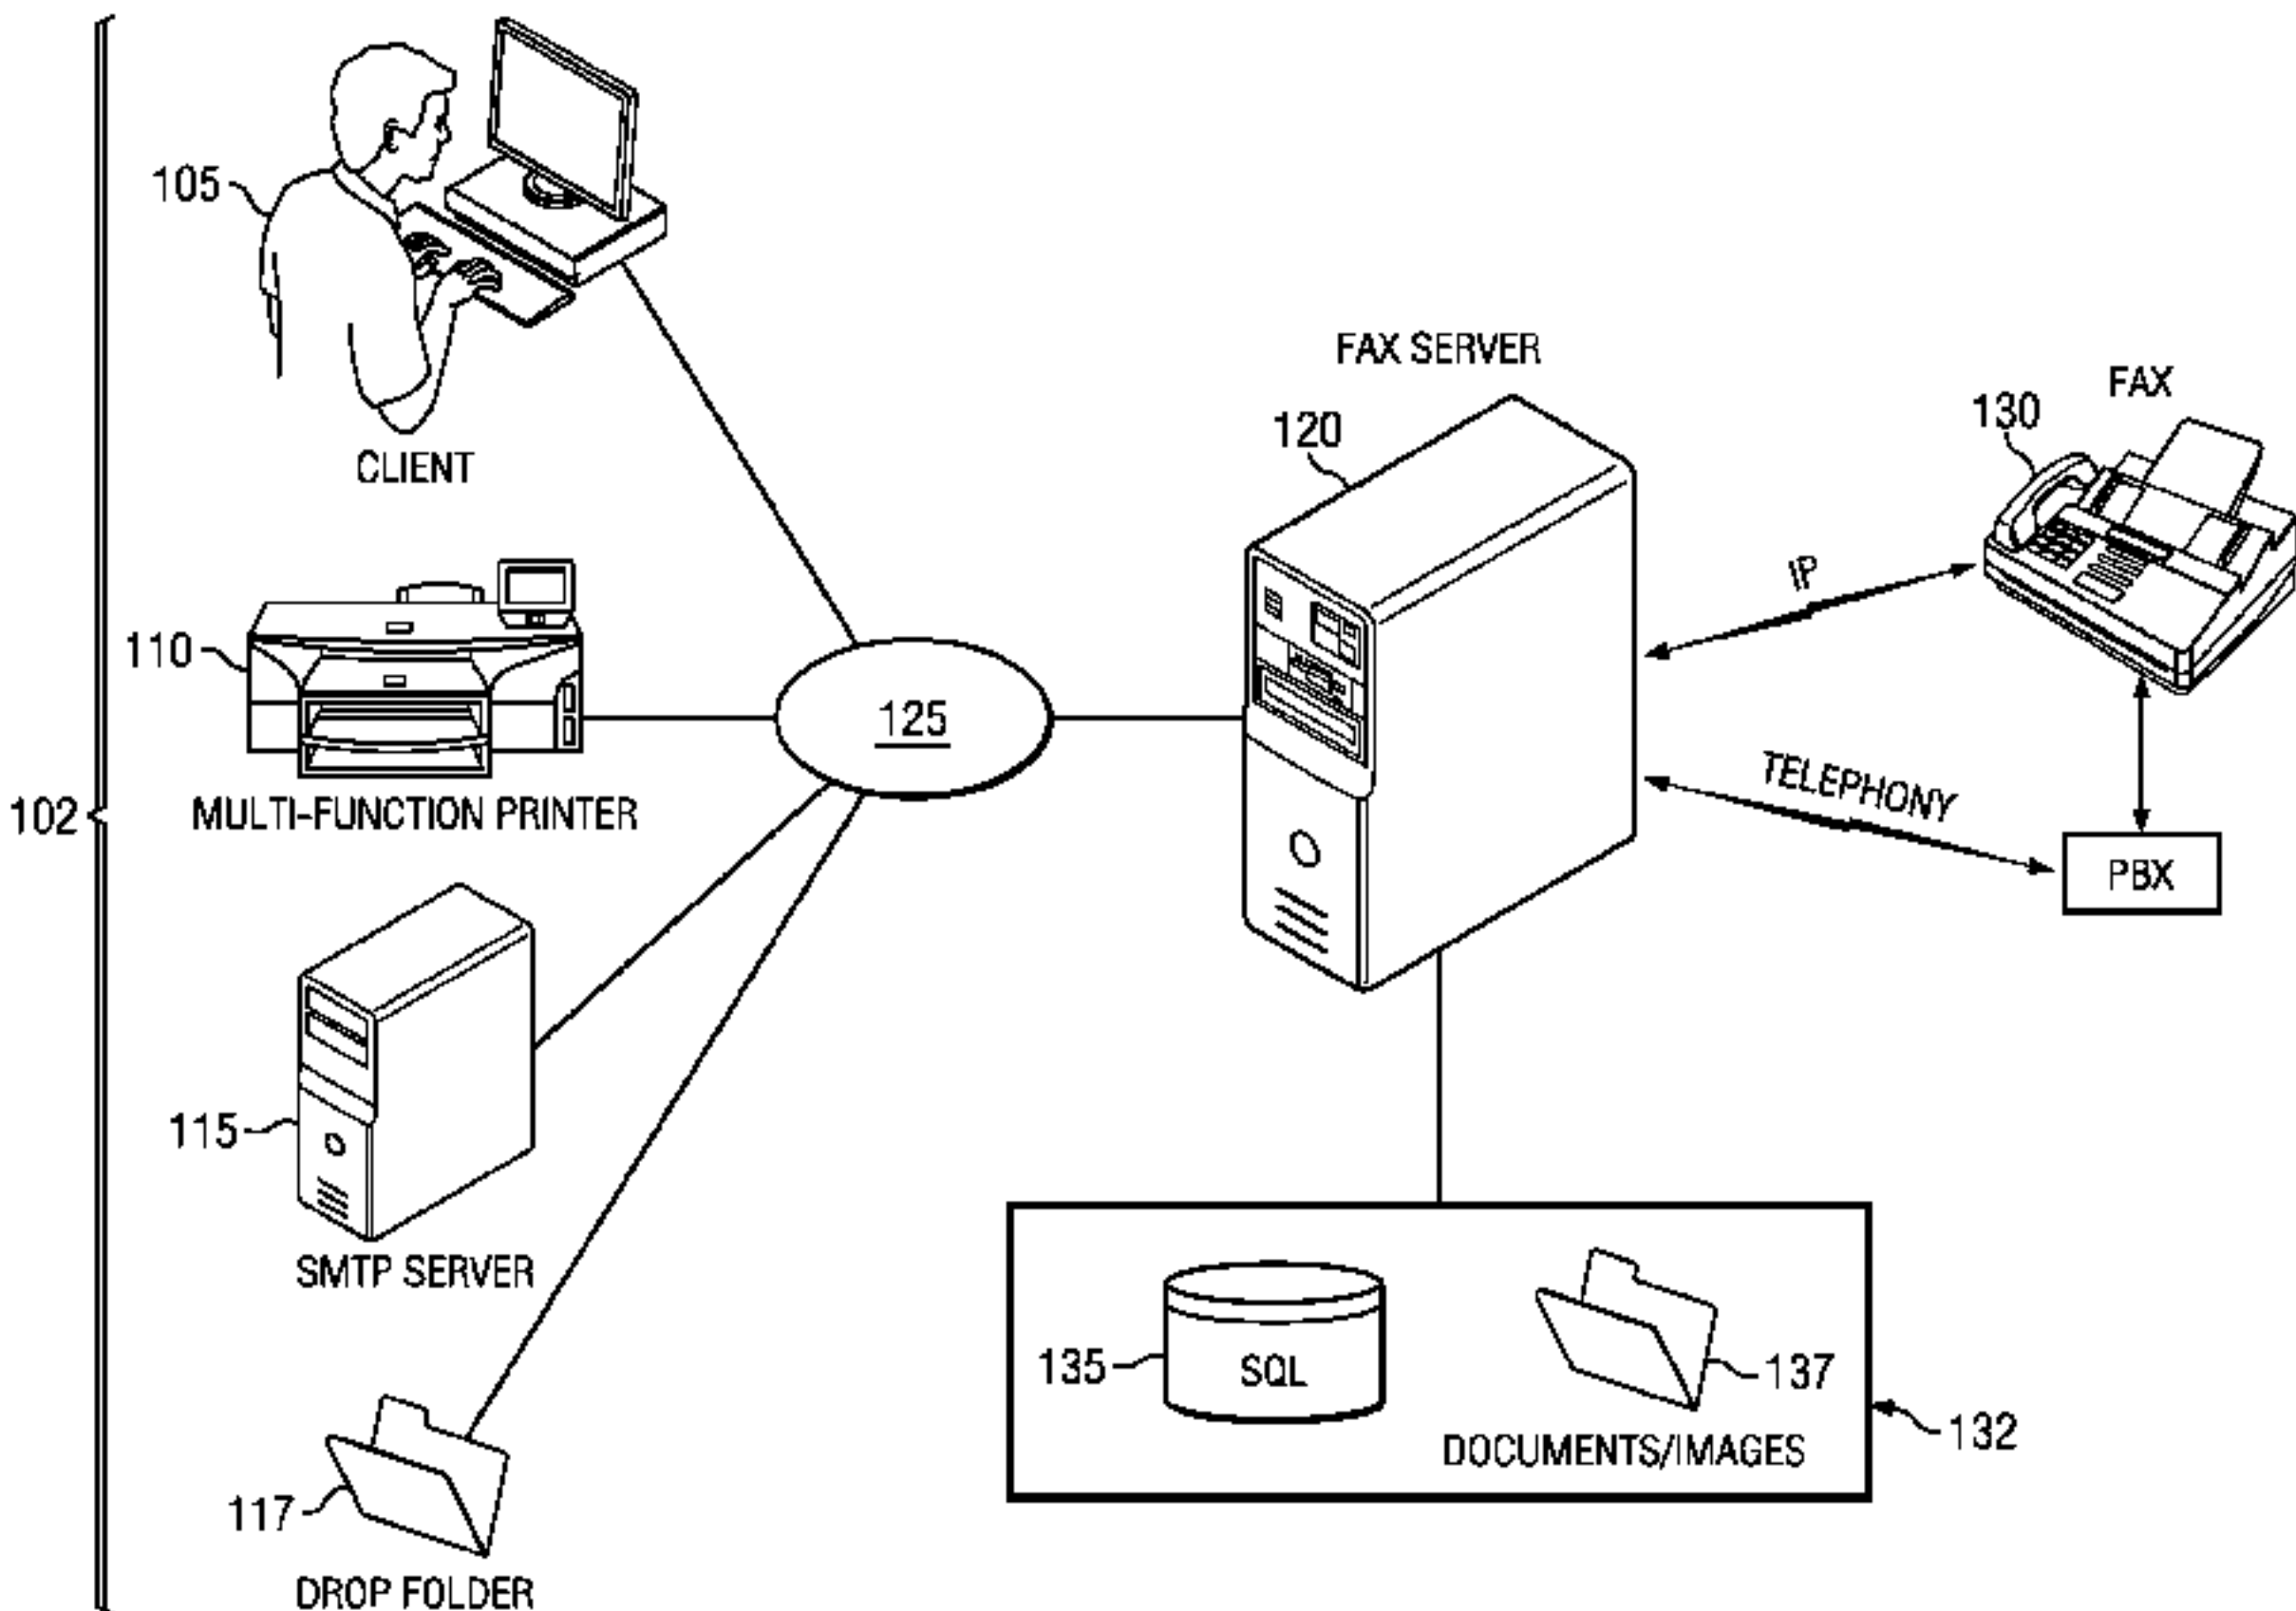 105
CLIENT
110
MULTI-FUNCTION PRINTER
102
115
SMTP SERVER
117
DROP FOLDER
125
FAX SERVER
120
FAX
130
IP
TELEPHONY
PBX
135
SQL
137
DOCUMENTS/IMAGES
132